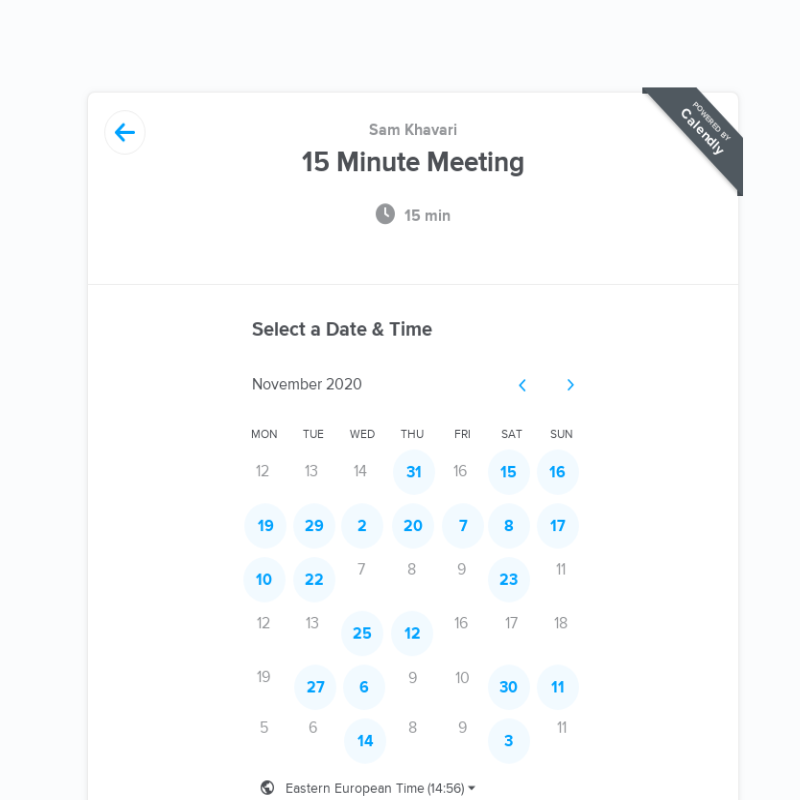 POWERED BY
Calendly
Sam Khavari
15 Minute Meeting
15 min
Select a Date & Time
November 2020
MON TUE WED THU FRI SAT SUN
12 13 14 31 16 15 16
19 29 2 20 7 8 17
10 22 7 8 9 23 11
12 13 25 12 16 17 18
19 27 6 9 10 30 11
5 6 14 8 9 3 11
Eastern European Time (14:56)